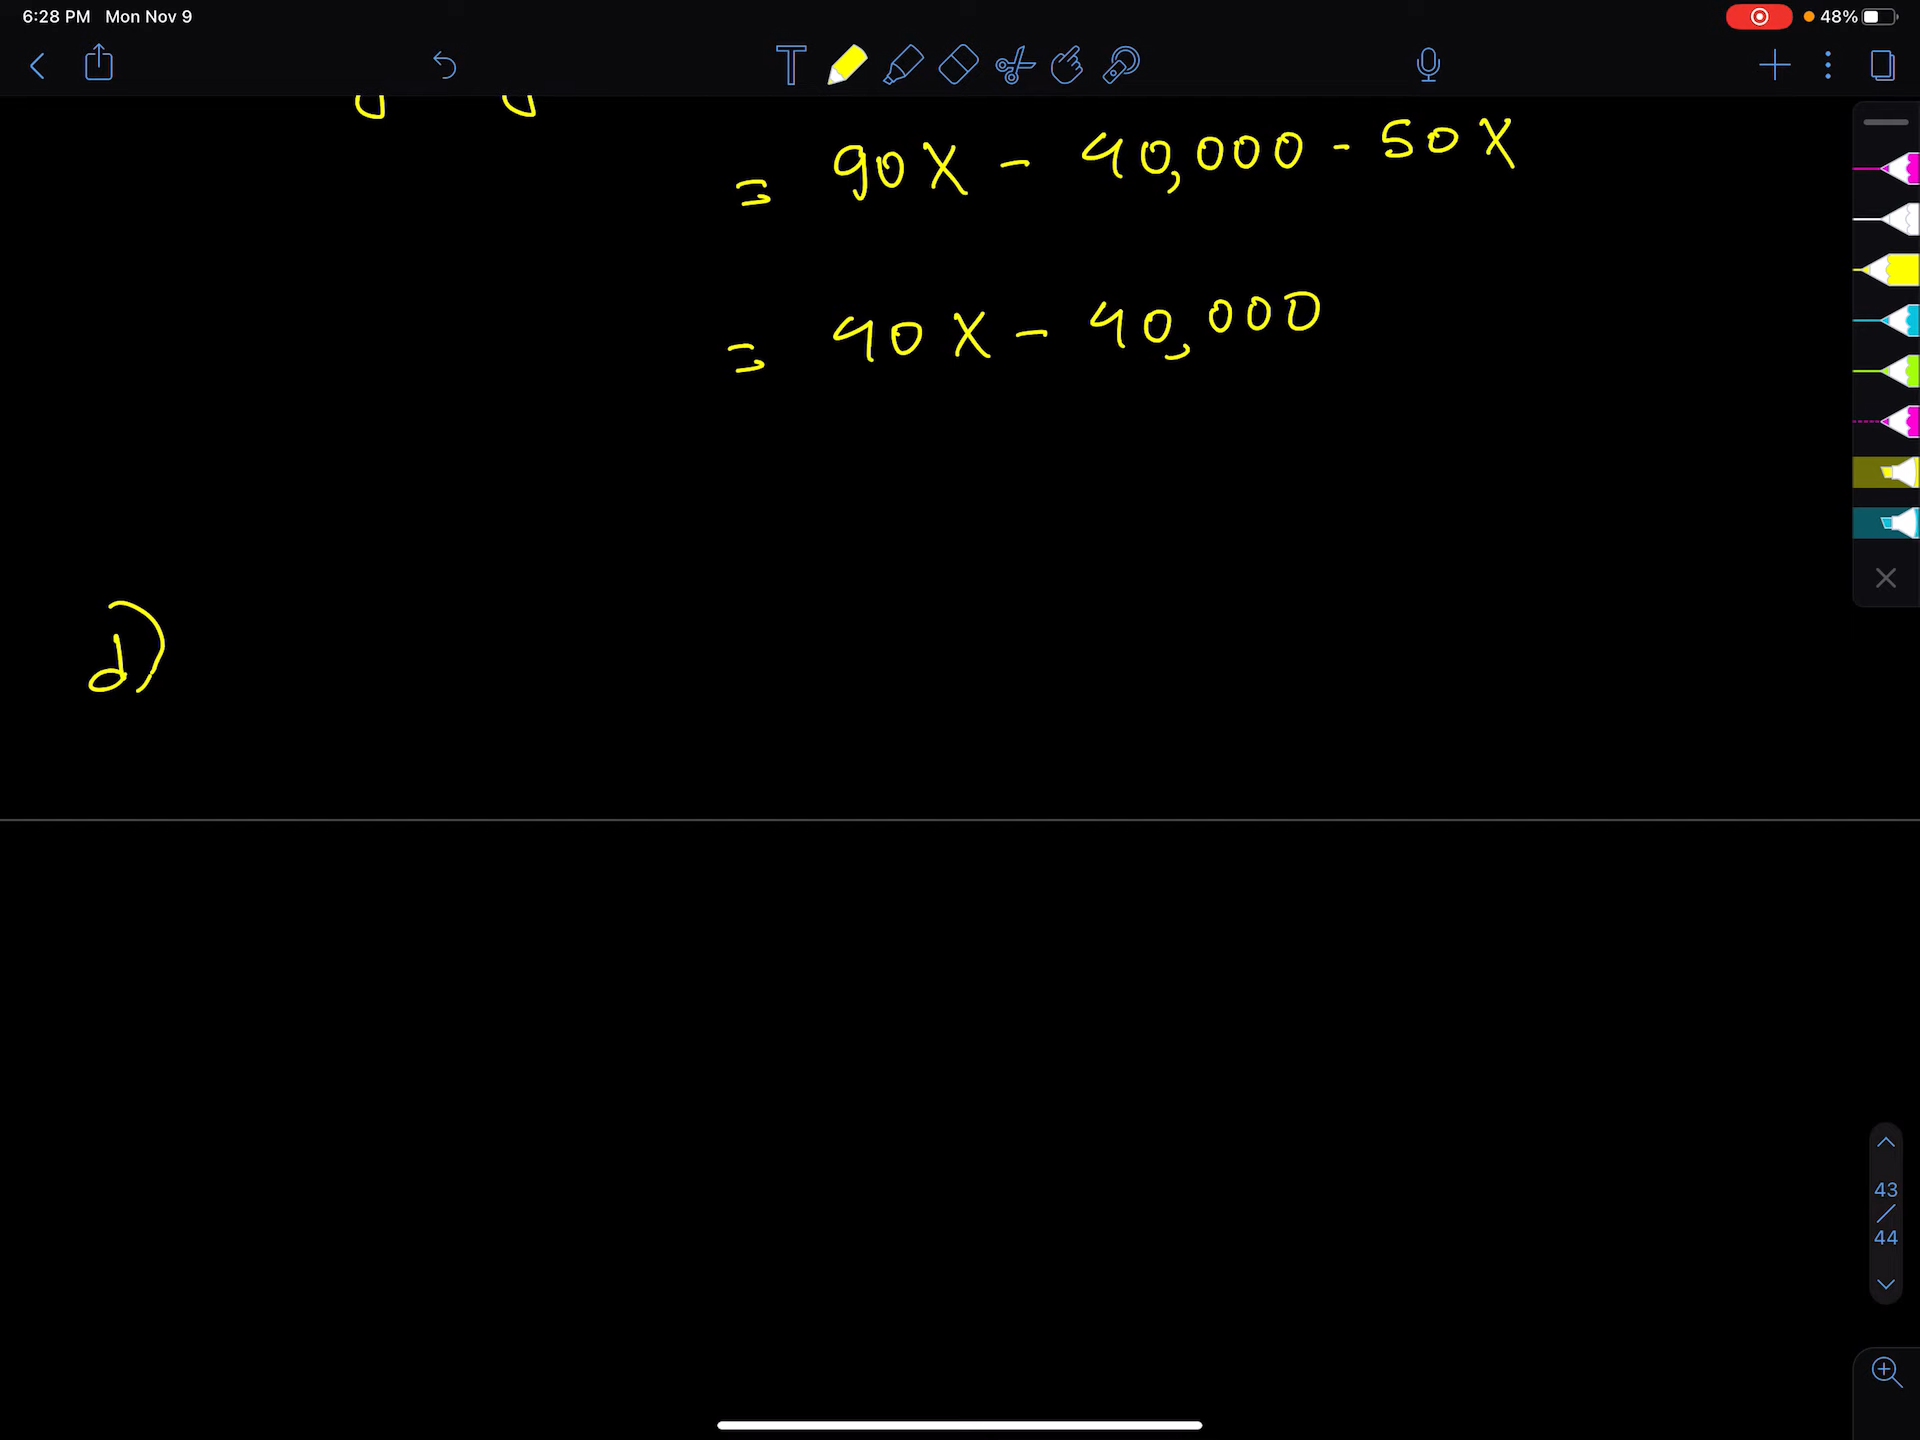 6:28 PM Mon Nov 9
48%
= 90X - 40,000 - 50X
= 40X - 40,000
d)
43
/
44